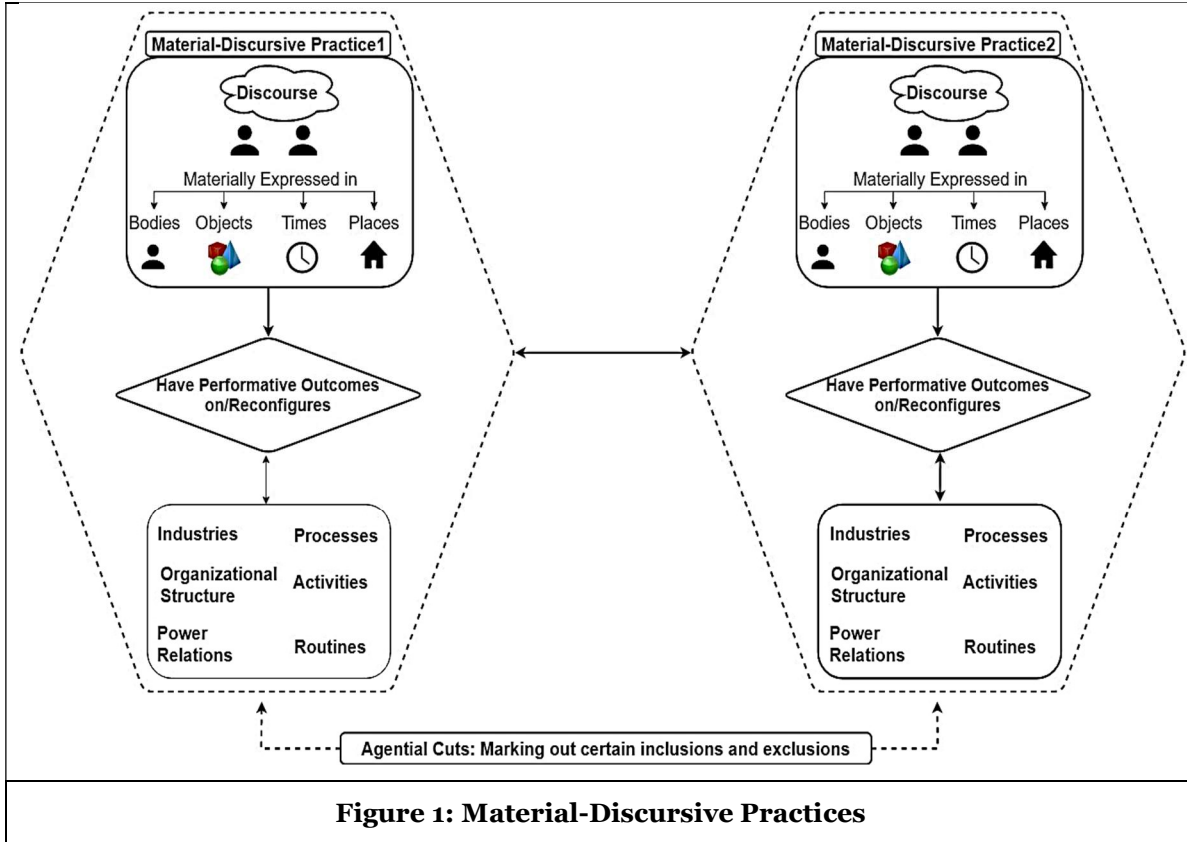 Material-Discursive Practice1
Discourse
Materially Expressed in
Bodies Objects Times Places
Have Performative Outcomes
on/Reconfigures
Industries Processes
Organizational
Structure
Activities
Power
Relations
Routines
Material-Discursive Practice2
Discourse
Materially Expressed in
Bodies Objects Times Places
Have Performative Outcomes
on/Reconfigures
Industries Processes
Organizational
Structure
Activities
Power
Relations
Routines
Agential Cuts: Marking out certain inclusions and exclusions
Figure 1: Material-Discursive Practices